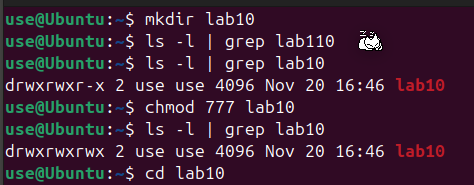 use@Ubuntu:~$ mkdir lab10
use@Ubuntu:~$ ls -l | grep lab110
use@Ubuntu:~$ ls -l | grep lab10
drwxrwxr-x 2 use use 4096 Nov 20 16:46 lab10
use@Ubuntu:~$ chmod 777 lab10
use@Ubuntu:~$ ls -l | grep lab10
drwxrwxrwx 2 use use 4096 Nov 20 16:46 lab10
use@Ubuntu:~$ cd lab10